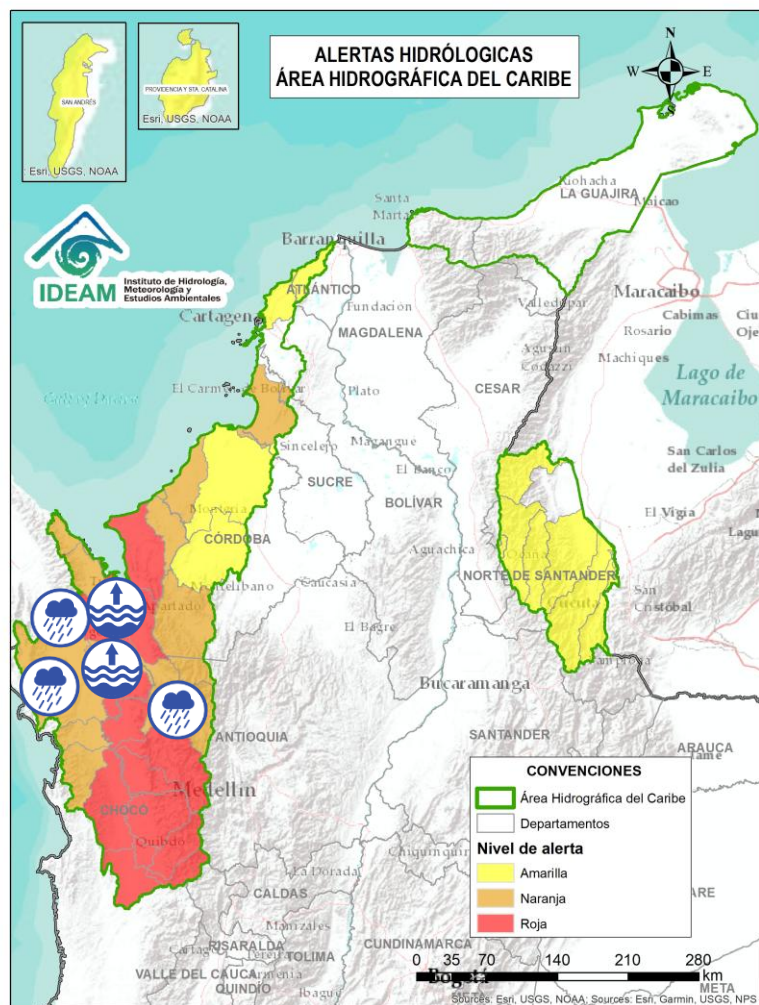 ALERTAS HIDRÓLOGICAS
ÁREA HIDROGRÁFICA DEL CARIBE
SAN ANDRÉS
Esri, USGS, NOAA
PROVIDENCIA Y STA. CATALINA
Esri, USGS, NOAA
N
W
E
S
IDEAM
Instituto de Hidrología,
Meteorología y
Estudios Ambientales
Santa
Marta
Riohacha
LA GUAJIRA
Maicao
Barranquilla
ATLÁNTICO
Cartagena
Fundación
MAGDALENA
Valledupar
Maracaibo
Cabimas
Rosario
Machiques
Agustín
Codazzi
CESAR
Lago de
Maracaibo
El Carmen de Bolívar
Plato
Sincelejo
Magangué
El Banco
SUCRE
BOLÍVAR
San Carlos
del Zulia
El Vigía
Montería
CÓRDOBA
Montelíbano
Aguachica
Ocaña
NORTE DE SANTANDER
Cúcuta
San
Cristóbal
Caucasia
Apartadó
El Bagre
Pamplona
Bucaramanga
ANTIOQUIA
SANTANDER
ARAUCA
Medellín
CHOCÓ
Quibdó
La Dorada
CALDAS
Manizales
RISARALDA
Pereira
TOLIMA
CUNDINAMARCA
VALLE DEL CAUCA
Armenia
QUINDÍO
Ibagué
Bogotá
META
META
CONVENCIONES
Área Hidrográfica del Caribe
Departamentos
Nivel de alerta
Amarilla
Naranja
Roja
0 35 70 140 210 280
km
Sources: Esri, USGS, NOAA; Sources: Esri, Garmin, USGS, NPS